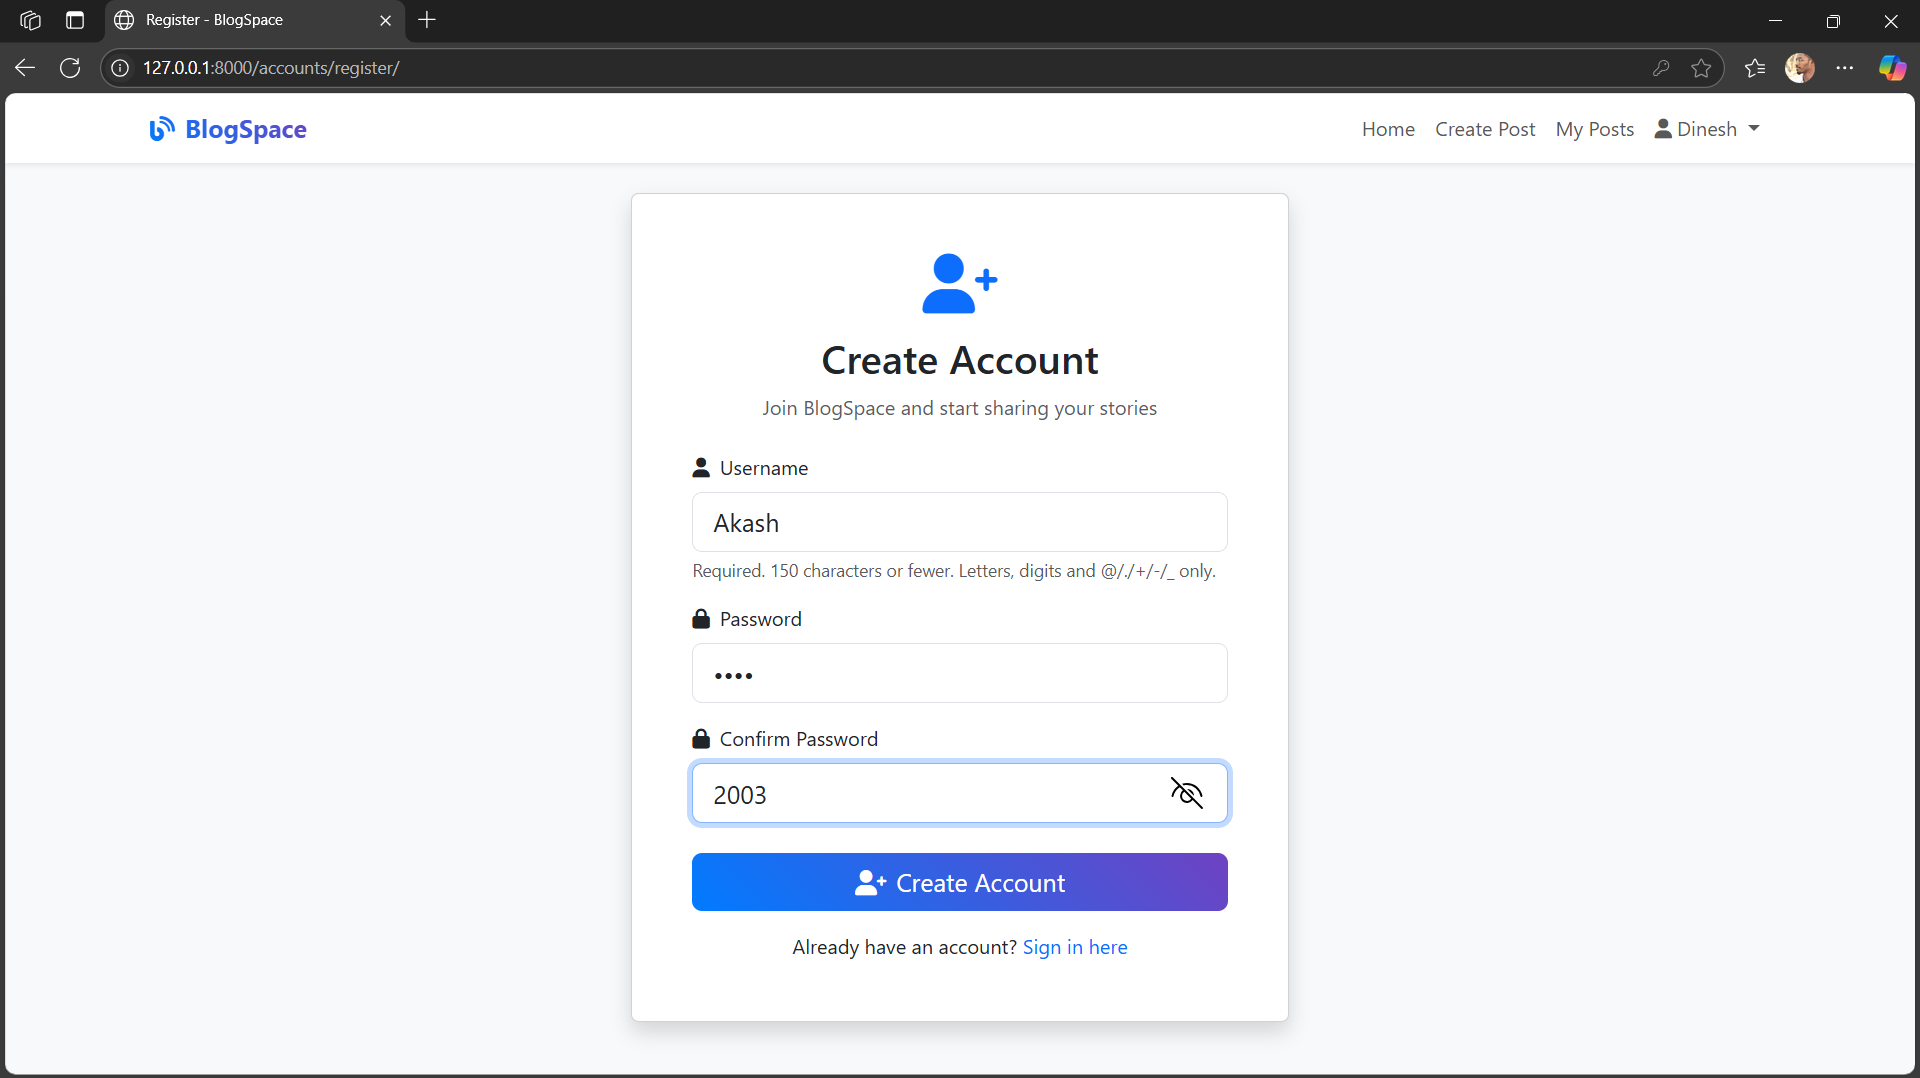 Register - BlogSpace
127.0.0.1:8000/accounts/register/
BlogSpace
Home Create Post My Posts Dinesh
Create Account
Join BlogSpace and start sharing your stories
Username
Akash
Required. 150 characters or fewer. Letters, digits and @/./+/-/_ only.
Password
••••
Confirm Password
2003
Create Account
Already have an account? Sign in here